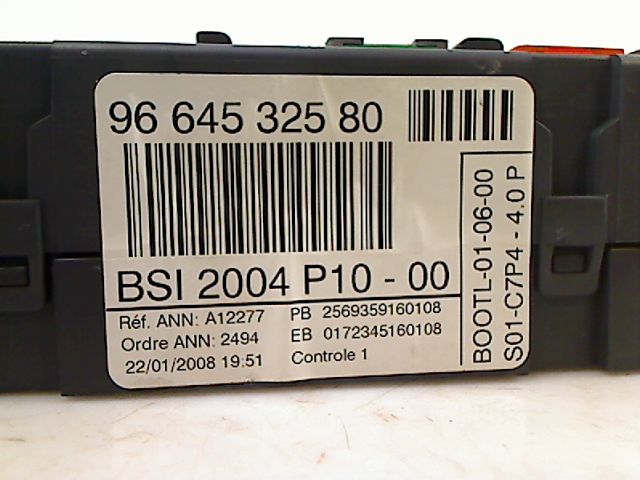 96 645 325 80
BSI 2004 P10 - 00
Réf. ANN: A12277
PB 2569359160108
Ordre ANN: 2494
EB 0172345160108
22/01/2008 19:51
Controle 1
BOOTL-01-06-00
S01-C7P4 - 4.0 P